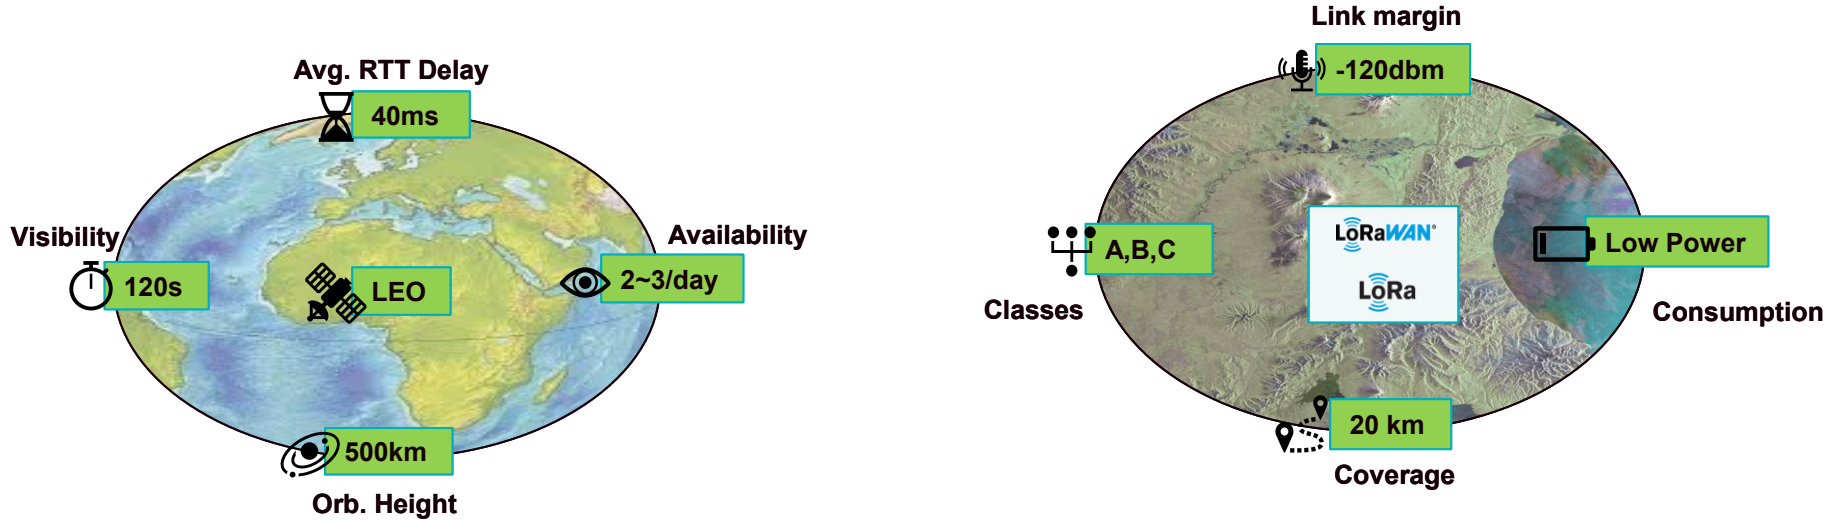 Avg. RTT Delay
40ms
Visibility
120s
LEO
Availability
2~3/day
500km
Orb. Height
Link margin
-120dbm
A,B,C
Classes
LoRaWAN®
LoRa
Low Power
Consumption
20 km
Coverage